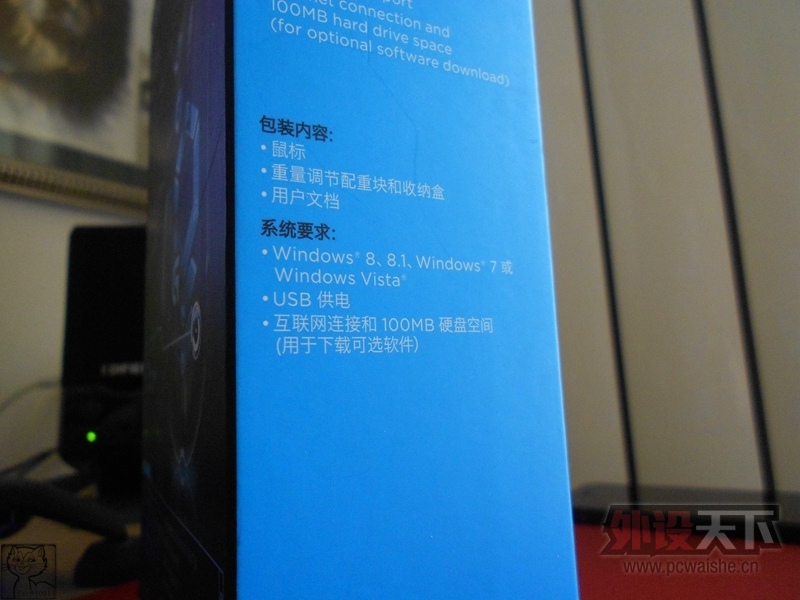 net connection and
100MB hard drive space
(for optional software download)
包装内容:
• 鼠标
• 重量调节配重块和收纳盒
• 用户文档
系统要求:
• Windows® 8、8.1、Windows® 7 或
Windows Vista®
• USB 供电
• 互联网连接和 100MB 硬盘空间
(用于下载可选软件)
外设天下
www.pcwaishe.cn